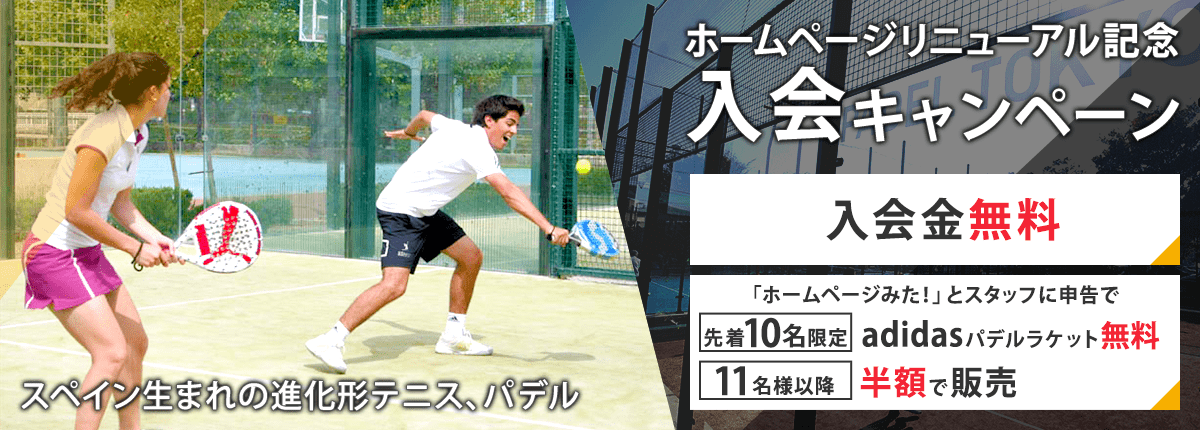 ホームページリニューアル記念
入会キャンペーン
入会金無料
「ホームページみた！」とスタッフに申告で
先着10名限定 adidasパデルラケット無料
11名様以降 半額で販売
スペイン生まれの進化形テニス、パデル